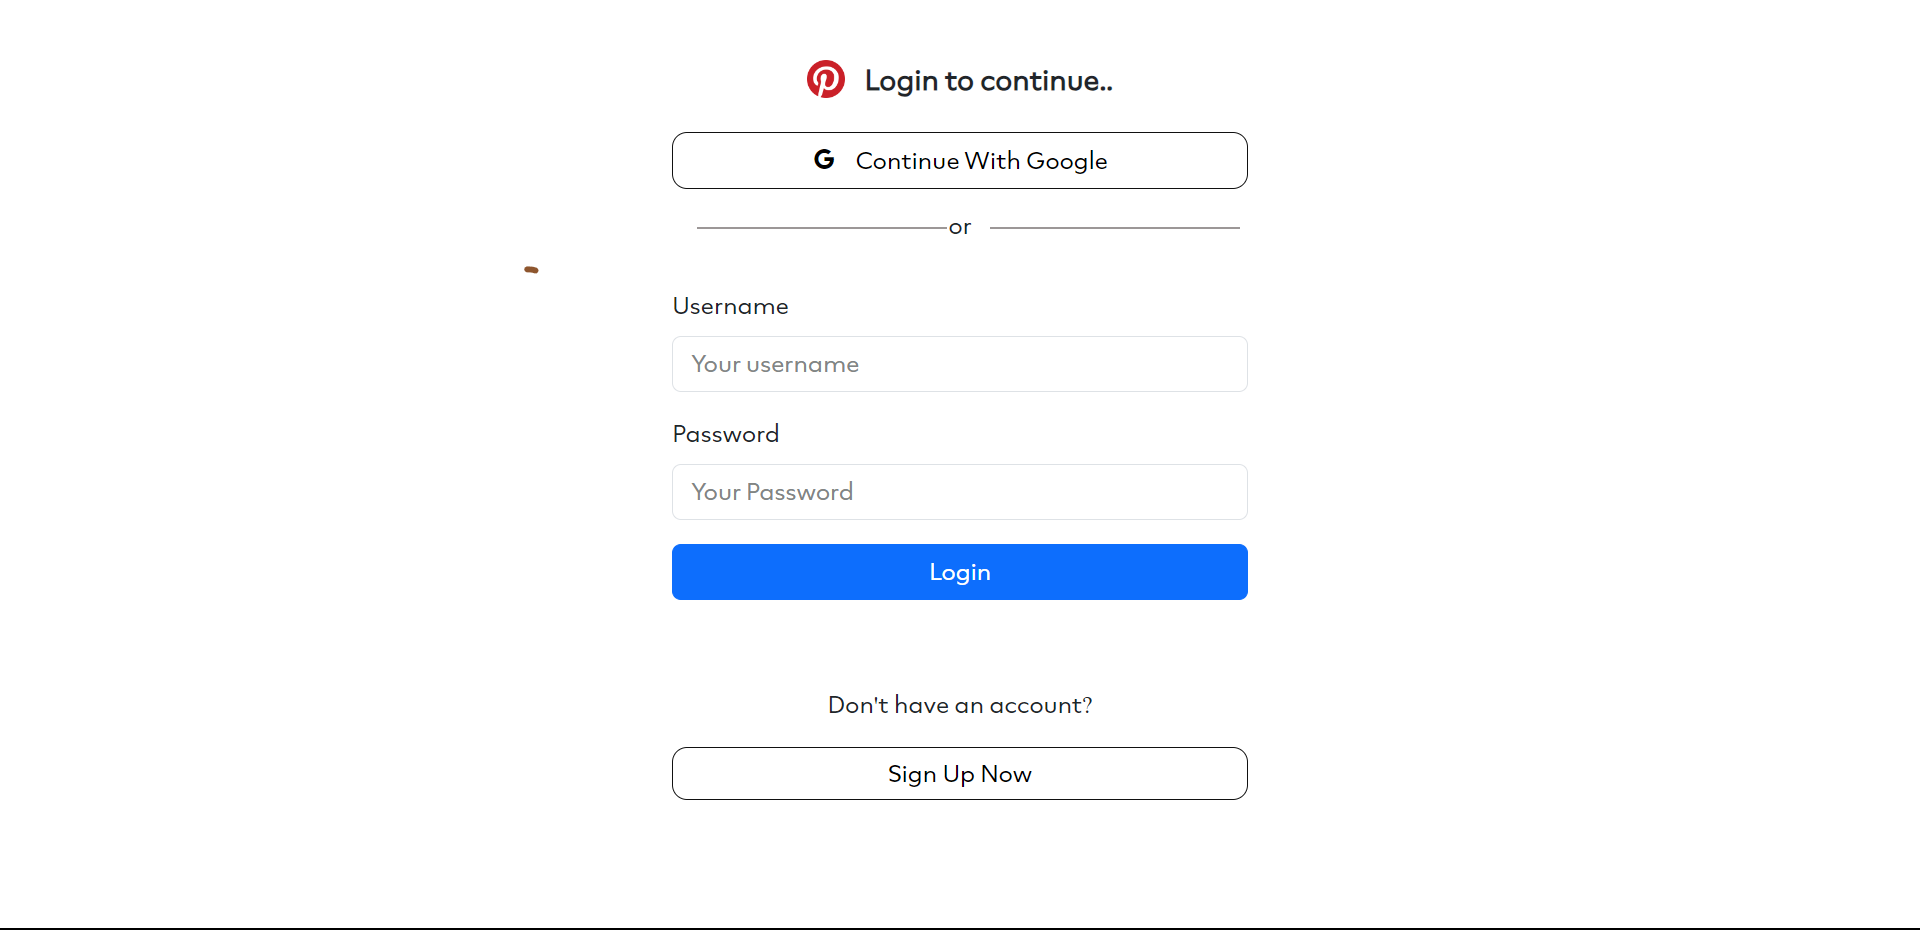 Login to continue..
Continue With Google
or
Username
Your username
Password
Your Password
Login
Don't have an account?
Sign Up Now